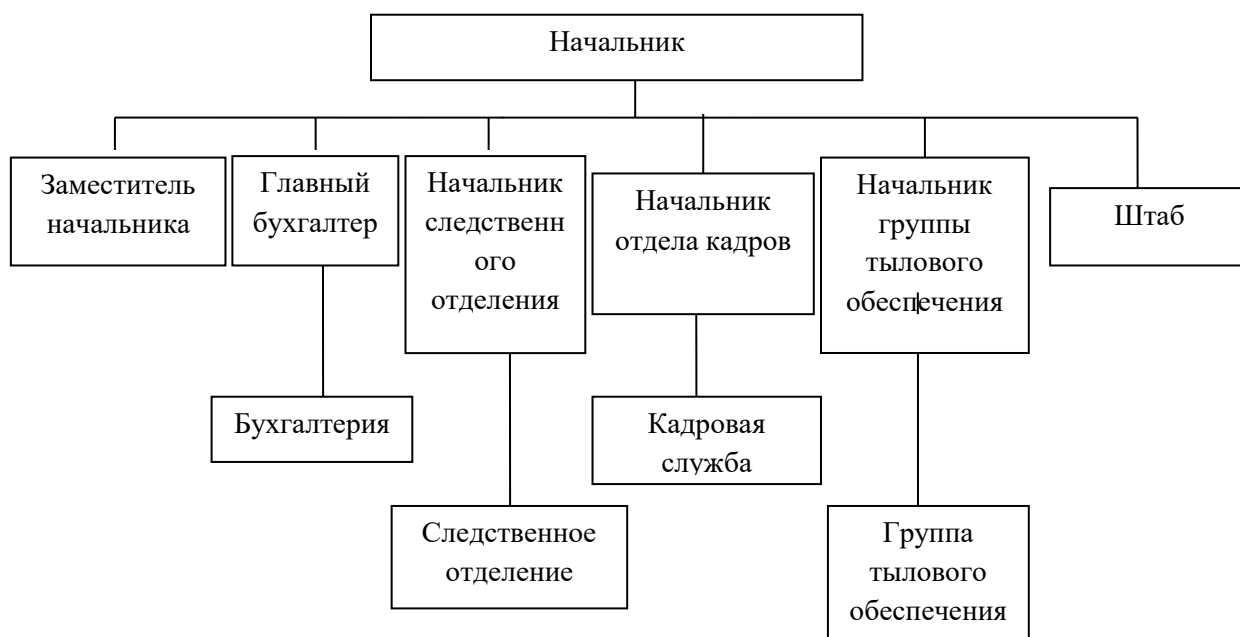 Начальник
Заместитель
начальника
Главный
бухгалтер
Начальник
следственн
ого
отделения
Начальник
отдела кадров
Начальник
группы
тылового
обеспечения
Штаб
Бухгалтерия
Кадровая
служба
Следственное
отделение
Группа
тылового
обеспечения